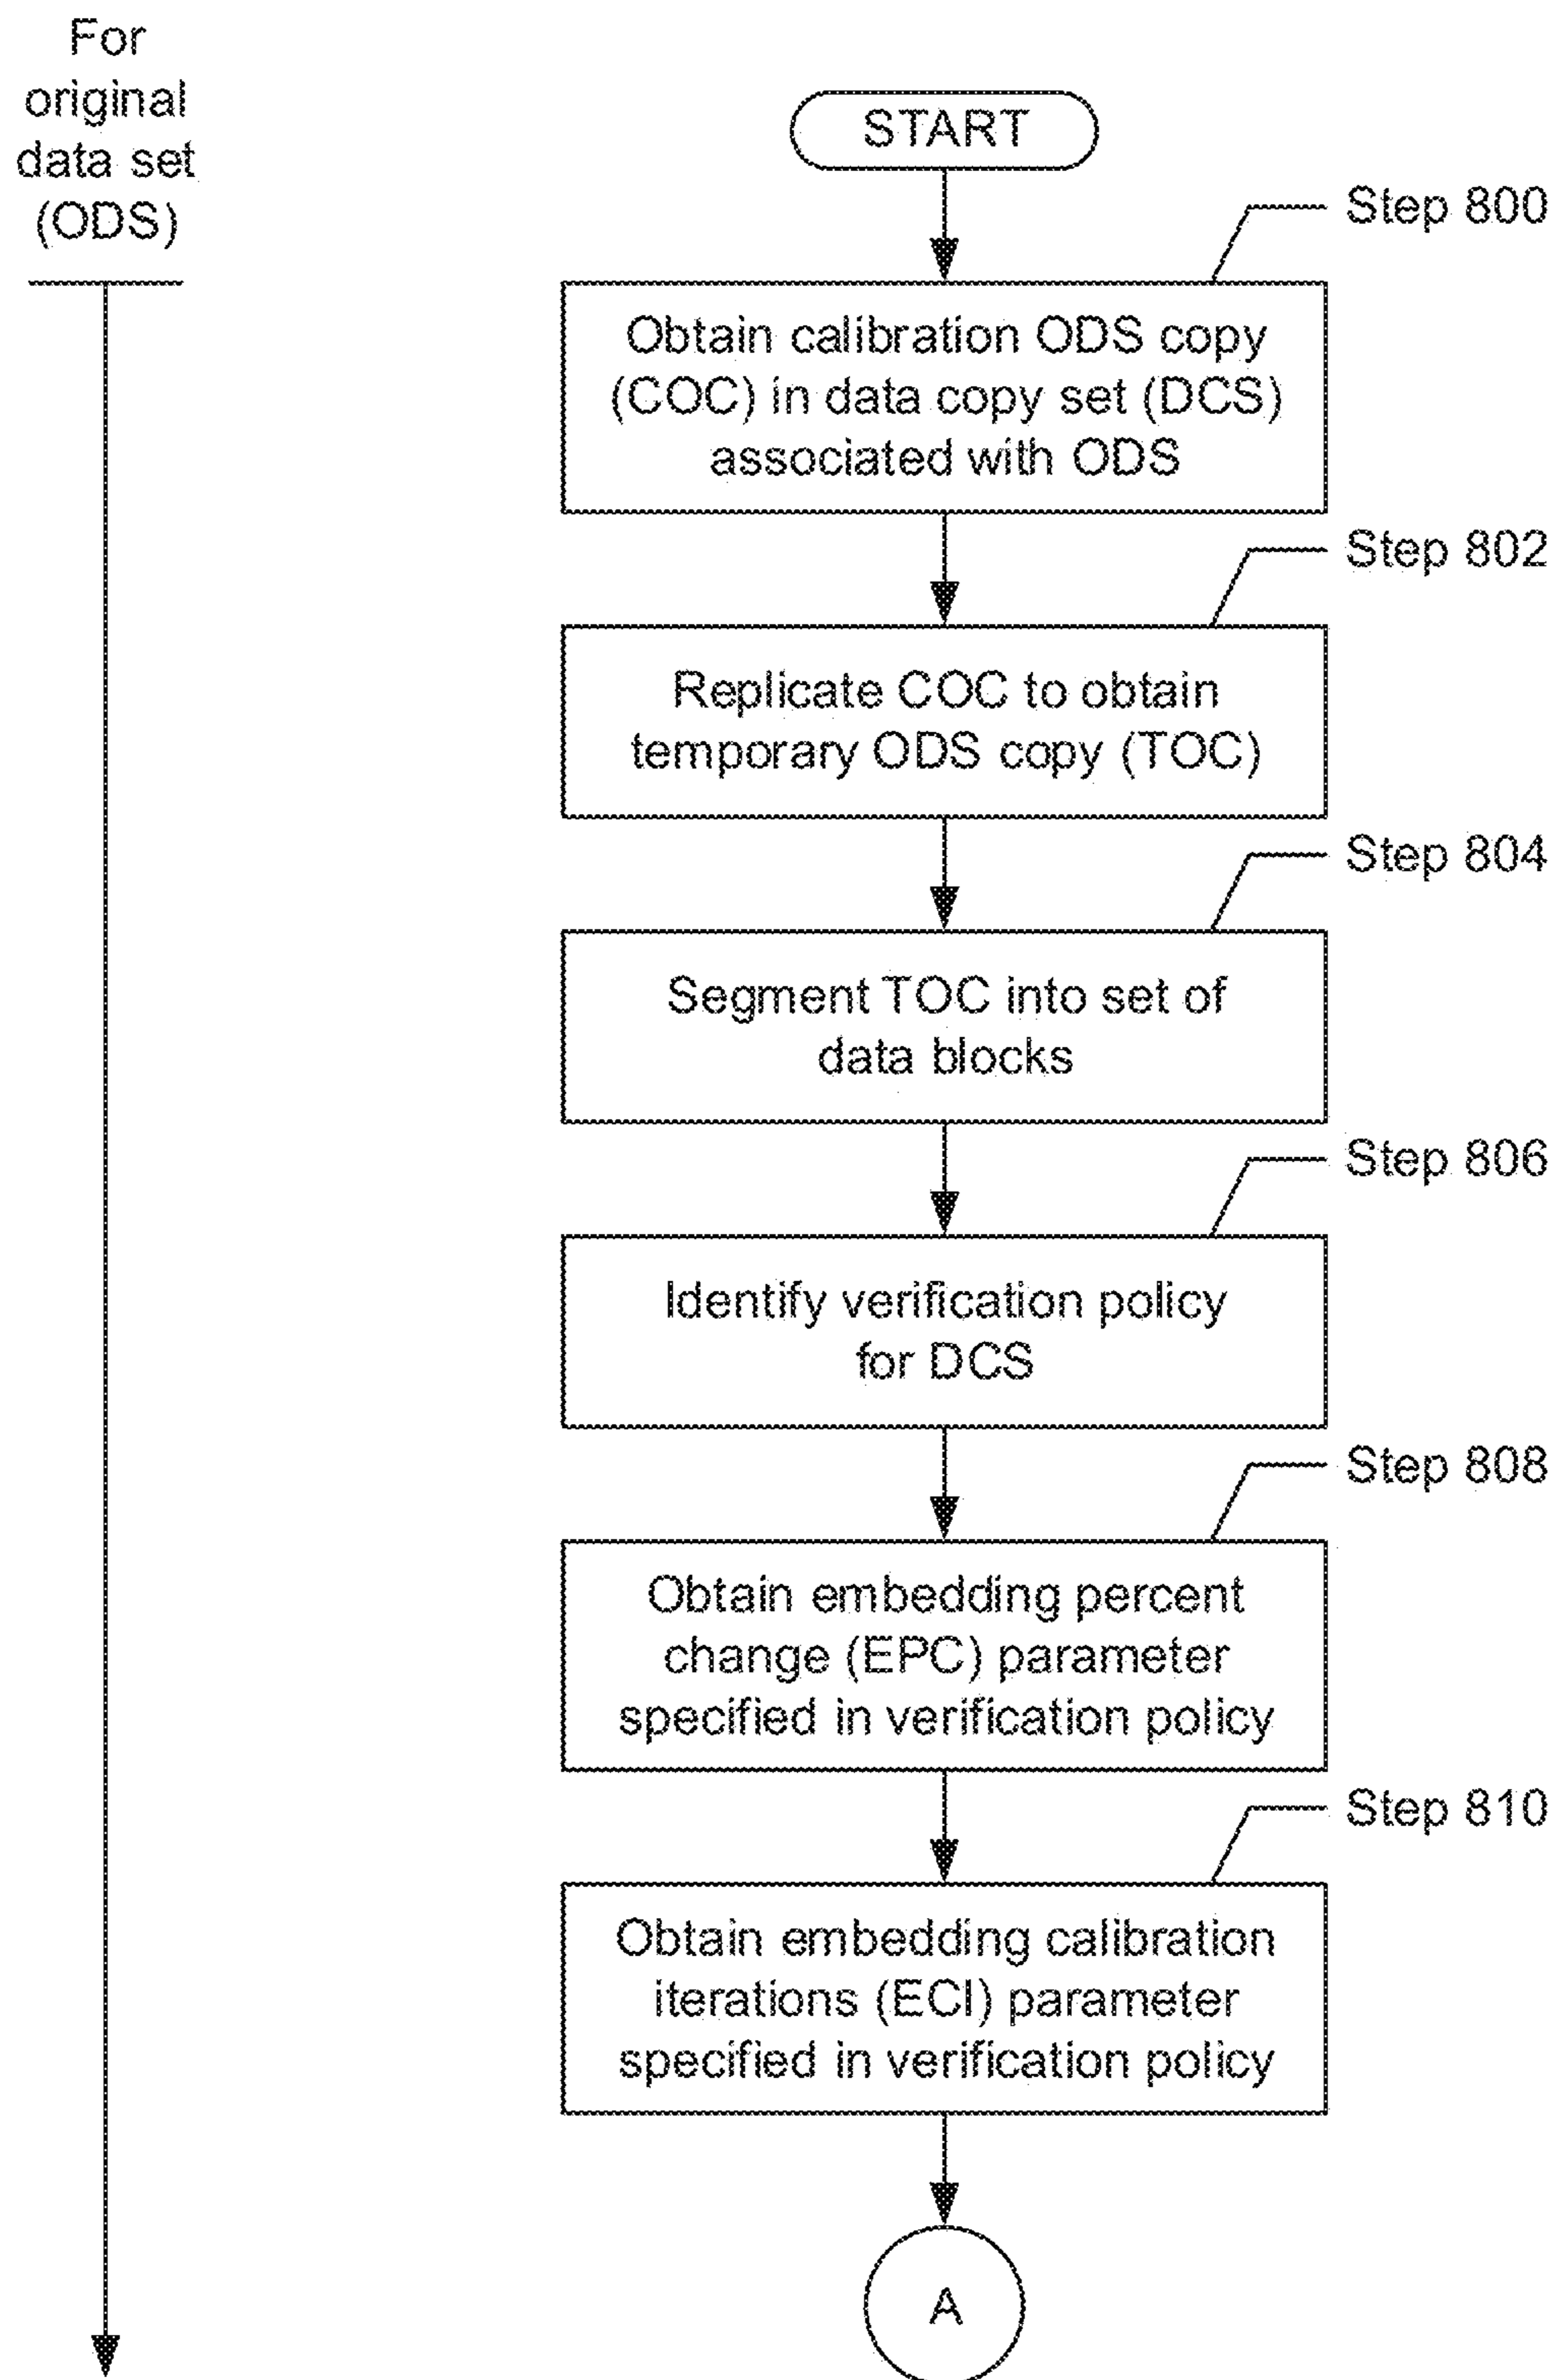 For
original
data set
(ODS)
START
Step 800
Obtain calibration ODS copy
(COC) in data copy set (DCS)
associated with ODS
Step 802
Replicate COC to obtain
temporary ODS copy (TOC)
Step 804
Segment TOC into set of
data blocks
Step 806
Identify verification policy
for DCS
Step 808
Obtain embedding percent
change (EPC) parameter
specified in verification policy
Step 810
Obtain embedding calibration
iterations (ECI) parameter
specified in verification policy
A